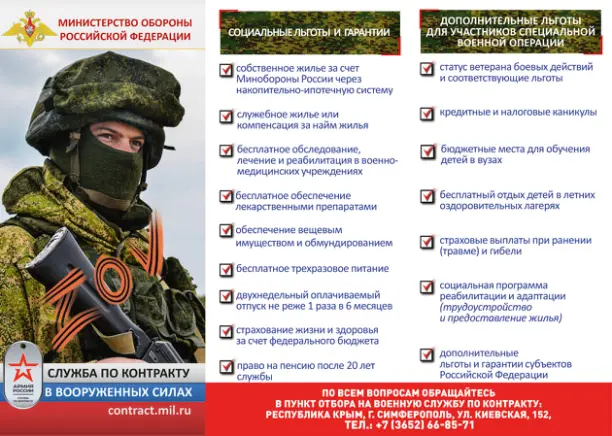 МИНИСТЕРСТВО ОБОРОНЫ
РОССИЙСКОЙ ФЕДЕРАЦИИ
ZOV
АРМИЯ
РОССИИ
СЛУЖБА ПО КОНТРАКТУ
В ВООРУЖЕННЫХ СИЛАХ
contract.mil.ru
СОЦИАЛЬНЫЕ ЛЬГОТЫ И ГАРАНТИИ
собственное жилье за счет
Минобороны России через
накопительно-ипотечную систему
служебное жилье или
компенсация за найм жилья
бесплатное обследование,
лечение и реабилитация в военно-
медицинских учреждениях
бесплатное обеспечение
лекарственными препаратами
обеспечение вещевым
имуществом и обмундированием
бесплатное трехразовое питание
двухнедельный оплачиваемый
отпуск не реже 1 раза в 6 месяцев
страхование жизни и здоровья
за счет федерального бюджета
право на пенсию после 20 лет
службы
ДОПОЛНИТЕЛЬНЫЕ ЛЬГОТЫ
ДЛЯ УЧАСТНИКОВ СПЕЦИАЛЬНОЙ
ВОЕННОЙ ОПЕРАЦИИ
статус ветерана боевых действий
и соответствующие льготы
кредитные и налоговые каникулы
бюджетные места для обучения
детей в вузах
бесплатный отдых детей в летних
оздоровительных лагерях
страховые выплаты при ранении
(травме) и гибели
социальная программа
реабилитации и адаптации
(трудоустройство
и предоставление жилья)
дополнительные
льготы и гарантии субъектов
Российской Федерации
ПО ВСЕМ ВОПРОСАМ ОБРАЩАЙТЕСЬ
В ПУНКТ ОТБОРА НА ВОЕННУЮ СЛУЖБУ ПО КОНТРАКТУ:
РЕСПУБЛИКА КРЫМ, Г. СИМФЕРОПОЛЬ, УЛ. КИЕВСКАЯ, 152,
ТЕЛ.: +7 (3652) 66-85-71